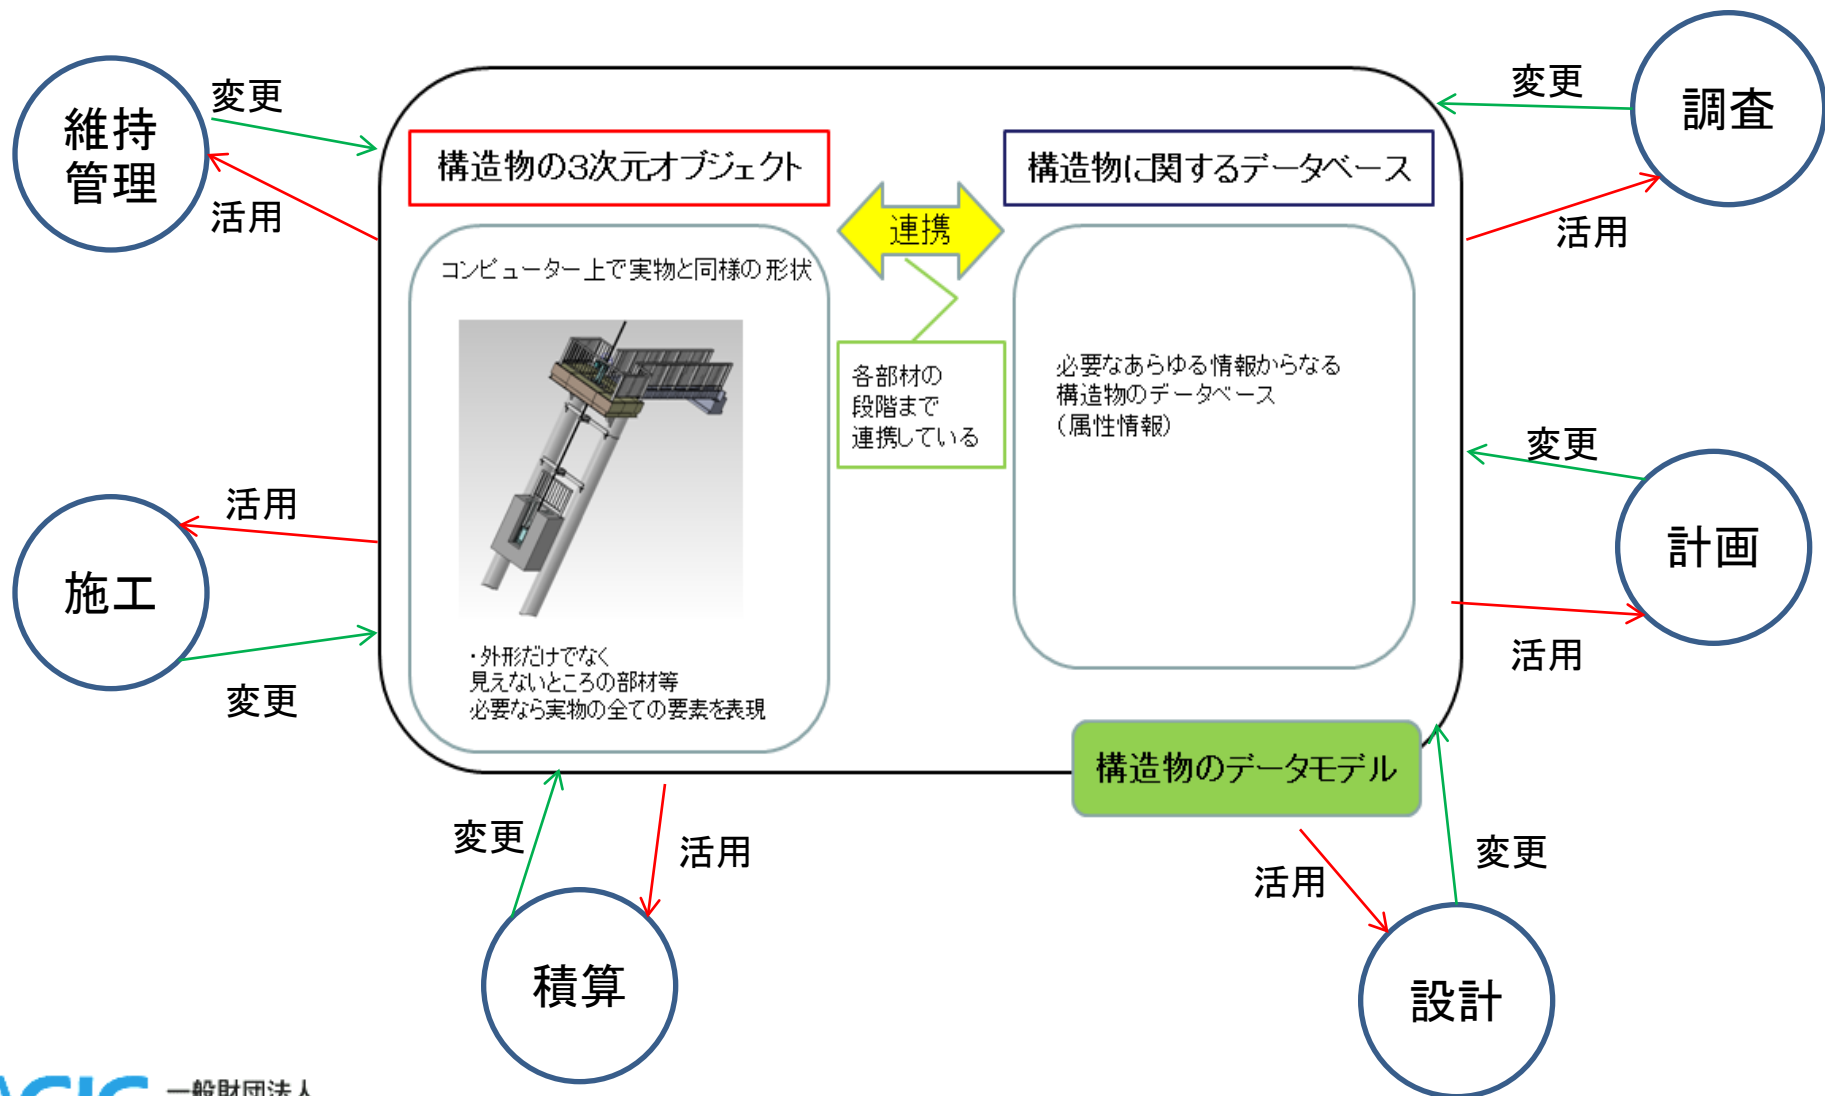 維持
管理
変更
活用
変更
調査
活用
構造物の3次元オブジェクト
構造物に関するデータベース
連携
コンピューター上で実物と同様の形状
各部材の
段階まで
連携している
必要なあらゆる情報からなる
構造物のデータベース
（属性情報）
・外形だけでなく
見えないところの部材等
必要なら実物の全ての要素を表現
構造物のデータモデル
活用
施工
変更
変更
計画
活用
変更
活用
積算
活用
変更
設計
一般財団法人